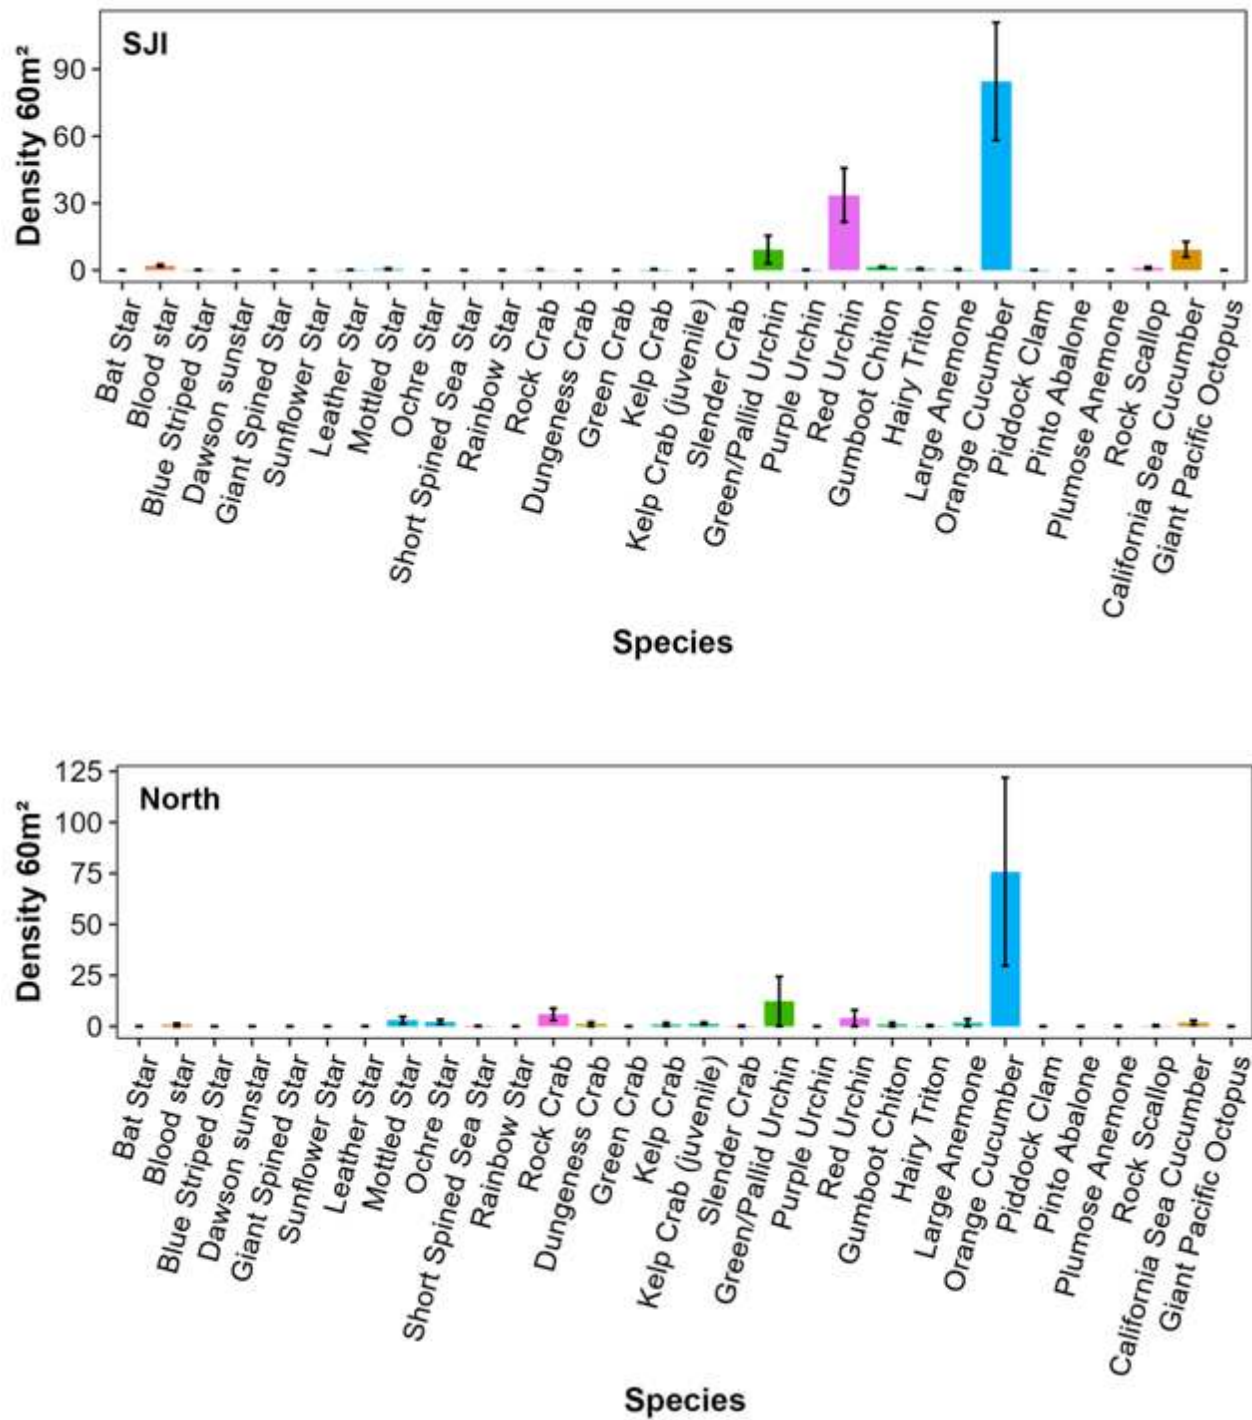 SJI
Density 60m²
90
60
30
0
Bat Star
Blood star
Blue Striped Star
Dawson sunstar
Giant Spined Star
Sunflower Star
Leather Star
Mottled Star
Ochre Star
Short Spined Sea Star
Rainbow Star
Rock Crab
Dungeness Crab
Green Crab
Kelp Crab
Kelp Crab (juvenile)
Slender Crab
Green/Pallid Urchin
Purple Urchin
Red Urchin
Gumboot Chiton
Hairy Triton
Large Anemone
Orange Cucumber
Piddock Clam
Pinto Abalone
Plumose Anemone
Rock Scallop
California Sea Cucumber
Giant Pacific Octopus
Species
North
Density 60m²
125
100
75
50
25
0
Bat Star
Blood star
Blue Striped Star
Dawson sunstar
Giant Spined Star
Sunflower Star
Leather Star
Mottled Star
Ochre Star
Short Spined Sea Star
Rainbow Star
Rock Crab
Dungeness Crab
Green Crab
Kelp Crab
Kelp Crab (juvenile)
Slender Crab
Green/Pallid Urchin
Purple Urchin
Red Urchin
Gumboot Chiton
Hairy Triton
Large Anemone
Orange Cucumber
Piddock Clam
Pinto Abalone
Plumose Anemone
Rock Scallop
California Sea Cucumber
Giant Pacific Octopus
Species